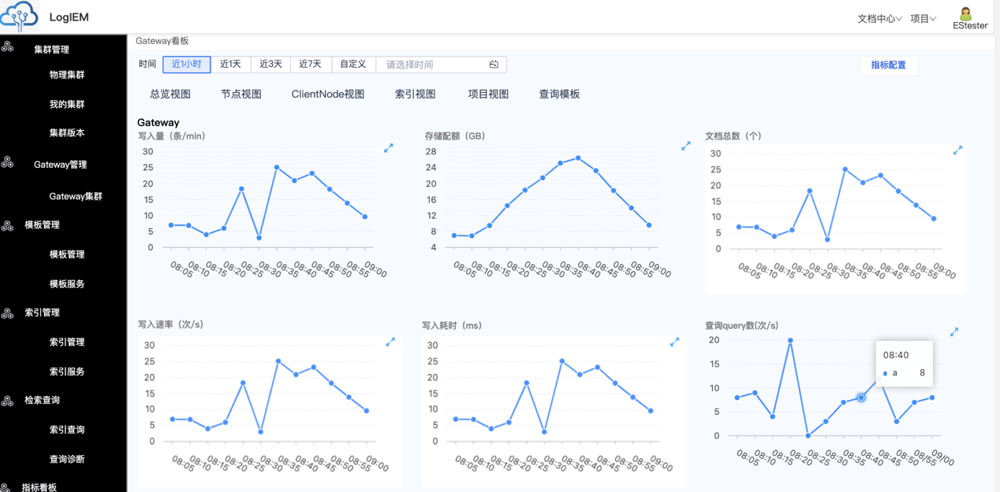 LogIEM
文档中心
项目
EStester
集群管理
物理集群
我的集群
集群版本
Gateway管理
Gateway集群
模板管理
模板管理
模板服务
索引管理
索引管理
索引服务
检索查询
索引查询
查询诊断
指标看板
Gateway看板
时间 近1小时 近1天 近3天 近7天 自定义 请选择时间
指标配置
总览视图 节点视图 ClientNode视图 索引视图 项目视图 查询模板
Gateway
写入量（条/min）
30
25
20
15
10
5
0
08:05 08:10 08:15 08:20 08:25 08:30 08:35 08:40 08:45 08:50 08:55 09:00
存储配额（GB）
28
24
20
16
12
8
4
08:05 08:10 08:15 08:20 08:25 08:30 08:35 08:40 08:45 08:50 08:55 09:00
文档总数（个）
30
25
20
15
10
5
0
08:05 08:10 08:15 08:20 08:25 08:30 08:35 08:40 08:45 08:50 08:55 09:00
写入速率（次/s）
30
25
20
15
10
5
0
08:05 08:10 08:15 08:20 08:25 08:30 08:35 08:40 08:45 08:50 08:55 09:00
写入耗时（ms）
30
25
20
15
10
5
0
08:05 08:10 08:15 08:20 08:25 08:30 08:35 08:40 08:45 08:50 08:55 09:00
查询query数(次/s)
20
15
10
5
0
08:40
a 8
08:05 08:10 08:15 08:20 08:25 08:30 08:35 08:40 08:45 08:50 08/55 09/00